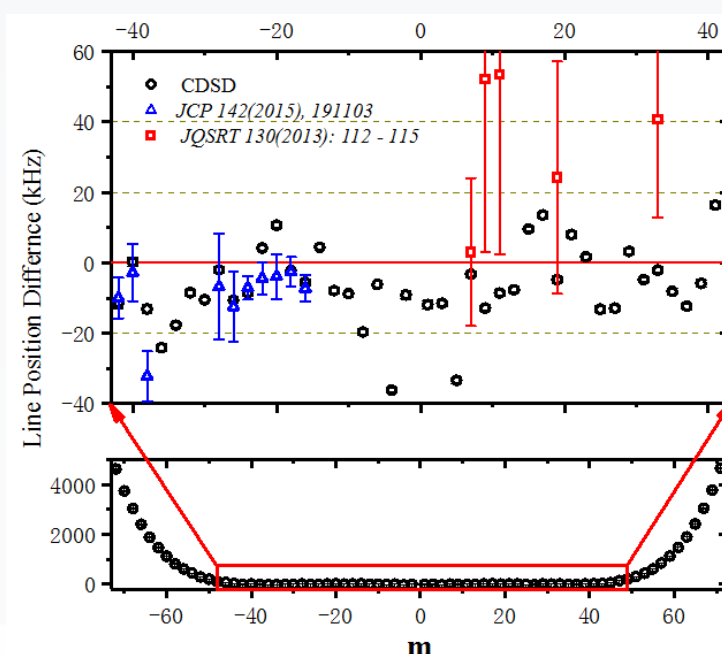 -40 -20 0 20 40
60
40
20
0
-20
-40
CDSD
JCP 142(2015), 191103
JQSRT 130(2013): 112 - 115
Line Position Differnce (kHz)
4000
2000
0
-60 -40 -20 0 20 40 60
m